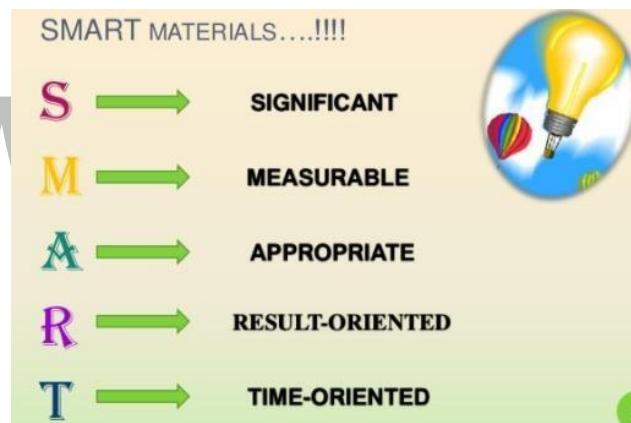 SMART MATERIALS....!!!!
S SIGNIFICANT
M MEASURABLE
A APPROPRIATE
R RESULT-ORIENTED
T TIME-ORIENTED